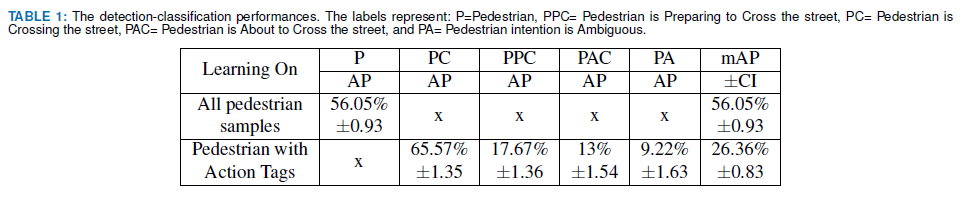 TABLE 1: The detection-classification performances. The labels represent: P=Pedestrian, PPC= Pedestrian is Preparing to Cross the street, PC= Pedestrian is
Crossing the street, PAC= Pedestrian is About to Cross the street, and PA= Pedestrian intention is Ambiguous.
Learning On P PC PPC PAC PA mAP
AP AP AP AP AP ±CI
All pedestrian samples 56.05% ±0.93 x x x x 56.05% ±0.93
Pedestrian with Action Tags x 65.57% ±1.35 17.67% ±1.36 13% ±1.54 9.22% ±1.63 26.36% ±0.83